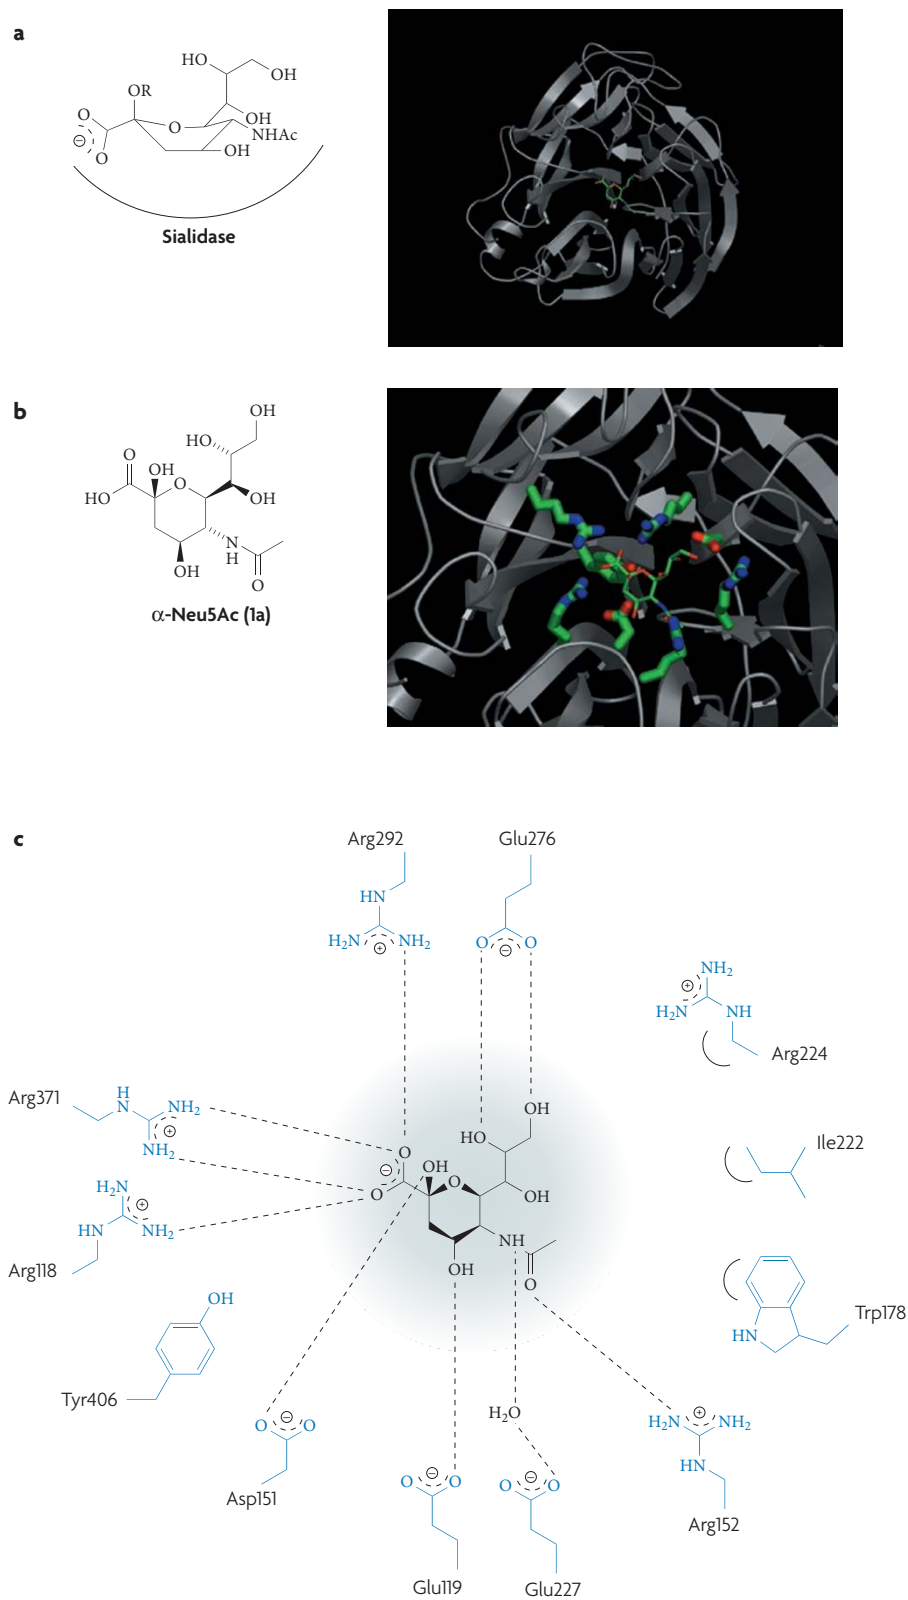 a
HO
OH
OR
O
O
OH
NHAc
O
⊖
OH
Sialidase
b
OH
HO
O
OH
O
HO
OH
N
H
OH
O
α-Neu5Ac (1a)
c
Arg292
Glu276
HN
H2N
NH2
⊕
O
O
⊖
NH2
⊕
H2N
NH
Arg224
Arg371
H
N
NH2
⊕
NH2
OH
HO
O
⊖
OH
O
O
OH
Ile222
H2N
⊕
HN
NH2
NH
Arg118
OH
O
OH
Trp178
HN
Tyr406
H2O
⊖
O
O
H2N
⊕
NH2
HN
Asp151
⊖
O
O
⊖
O
O
Arg152
Glu119
Glu227